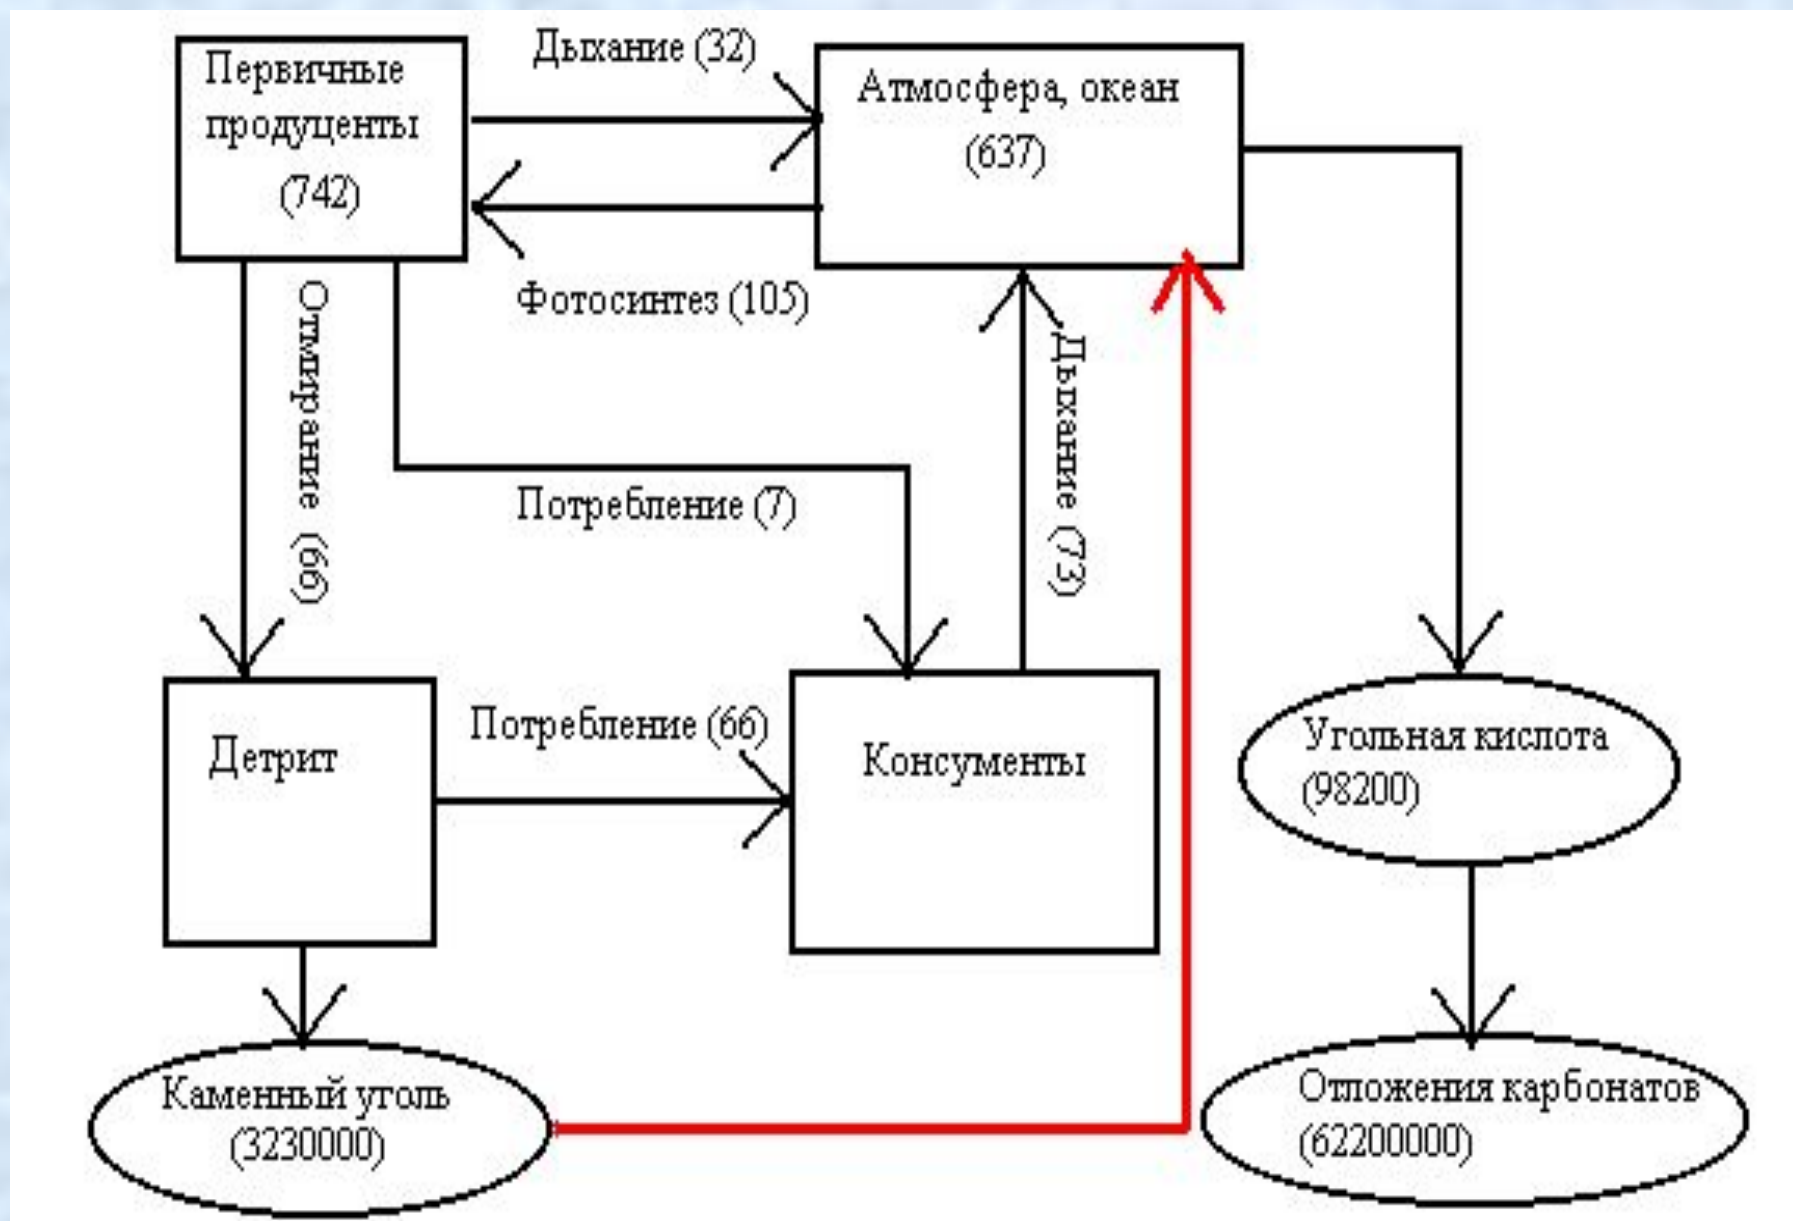 Первичные
продуценты
(742)
Дыхание (32)
Атмосфера, океан
(637)
Фотосинтез (105)
Отмирание (66)
Потребление (7)
Дыхание (73)
Детрит
Потребление (66)
Консументы
Угольная кислота
(98200)
Каменный уголь
(3230000)
Отложения карбонатов
(62200000)